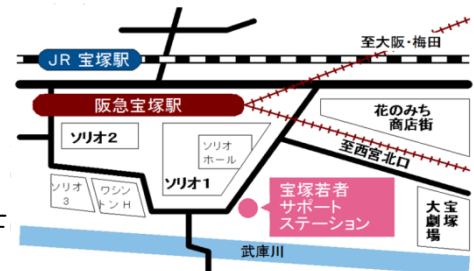 至大阪・梅田
JR 宝塚駅
阪急宝塚駅
花のみち
商店街
ソリオ2
ソリオ
ホール
至西宮北口
ソリオ1
ソリオ
3
ワシン
トンH
宝塚若者
サポート
ステーション
宝塚
大劇場
武庫川